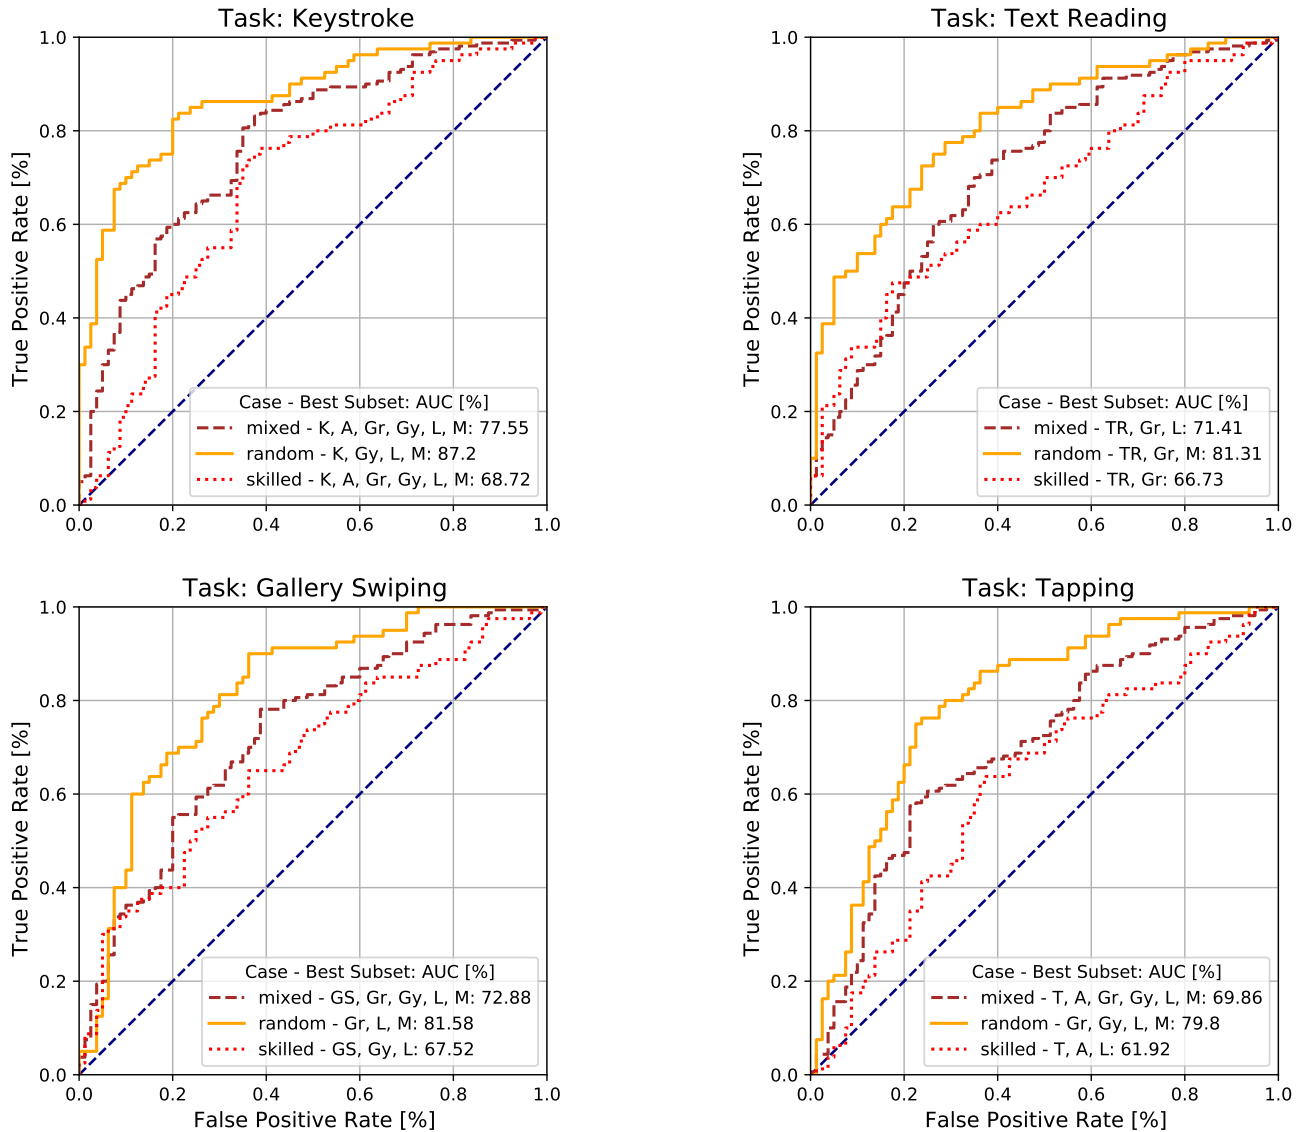 Task: Keystroke
True Positive Rate [%]
1.0
0.8
0.6
0.4
0.2
0.0
Case - Best Subset: AUC [%]
mixed - K, A, Gr, Gy, L, M: 77.55
random - K, Gy, L, M: 87.2
skilled - K, A, Gr, Gy, L, M: 68.72
0.0 0.2 0.4 0.6 0.8 1.0
Task: Text Reading
True Positive Rate [%]
1.0
0.8
0.6
0.4
0.2
0.0
Case - Best Subset: AUC [%]
mixed - TR, Gr, L: 71.41
random - TR, Gr, M: 81.31
skilled - TR, Gr: 66.73
0.0 0.2 0.4 0.6 0.8 1.0
Task: Gallery Swiping
True Positive Rate [%]
1.0
0.8
0.6
0.4
0.2
0.0
Case - Best Subset: AUC [%]
mixed - GS, Gr, Gy, L, M: 72.88
random - Gr, L, M: 81.58
skilled - GS, Gy, L: 67.52
0.0 0.2 0.4 0.6 0.8 1.0
False Positive Rate [%]
Task: Tapping
True Positive Rate [%]
1.0
0.8
0.6
0.4
0.2
0.0
Case - Best Subset: AUC [%]
mixed - T, A, Gr, Gy, L, M: 69.86
random - Gr, Gy, L, M: 79.8
skilled - T, A, L: 61.92
0.0 0.2 0.4 0.6 0.8 1.0
False Positive Rate [%]